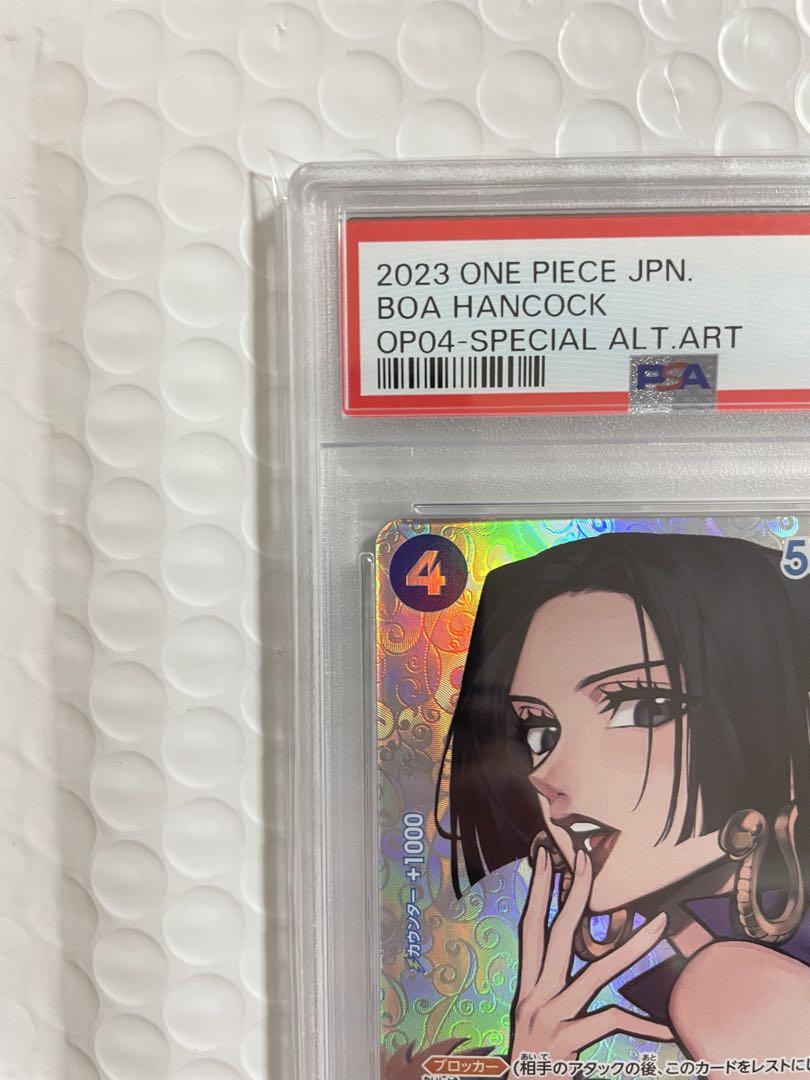 2023 ONE PIECE JPN.
BOA HANCOCK
OP04-SPECIAL ALT.ART
PSA
4
5
カウンター +1000
ブロッカー (相手のアタックの後、このカードをレストに